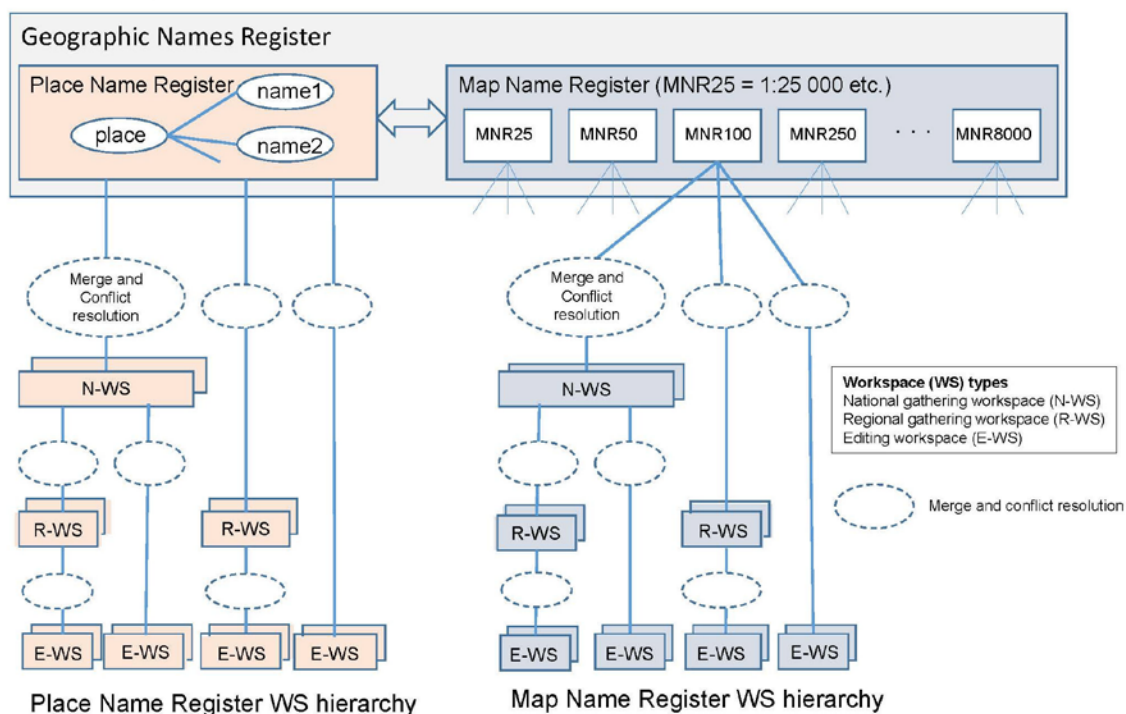 Geographic Names Register
Place Name Register
name1
place
name2
Map Name Register (MNR25 = 1:25 000 etc.)
MNR25
MNR50
MNR100
MNR250
. . .
MNR8000
Merge and
Conflict
resolution
Merge and
Conflict
resolution
N-WS
N-WS
Workspace (WS) types
National gathering workspace (N-WS)
Regional gathering workspace (R-WS)
Editing workspace (E-WS)
Merge and conflict resolution
R-WS
R-WS
R-WS
R-WS
E-WS
E-WS
E-WS
E-WS
E-WS
E-WS
E-WS
E-WS
Place Name Register WS hierarchy
Map Name Register WS hierarchy